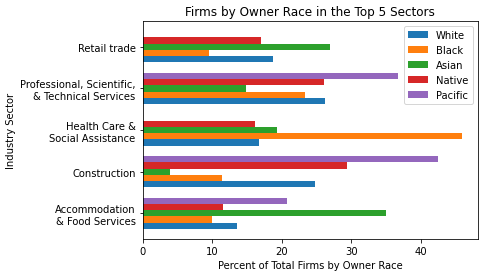 Firms by Owner Race in the Top 5 Sectors
White
Black
Asian
Native
Pacific
Industry Sector
Retail trade
Professional, Scientific,
& Technical Services
Health Care &
Social Assistance
Construction
Accommodation
& Food Services
0 10 20 30 40
Percent of Total Firms by Owner Race